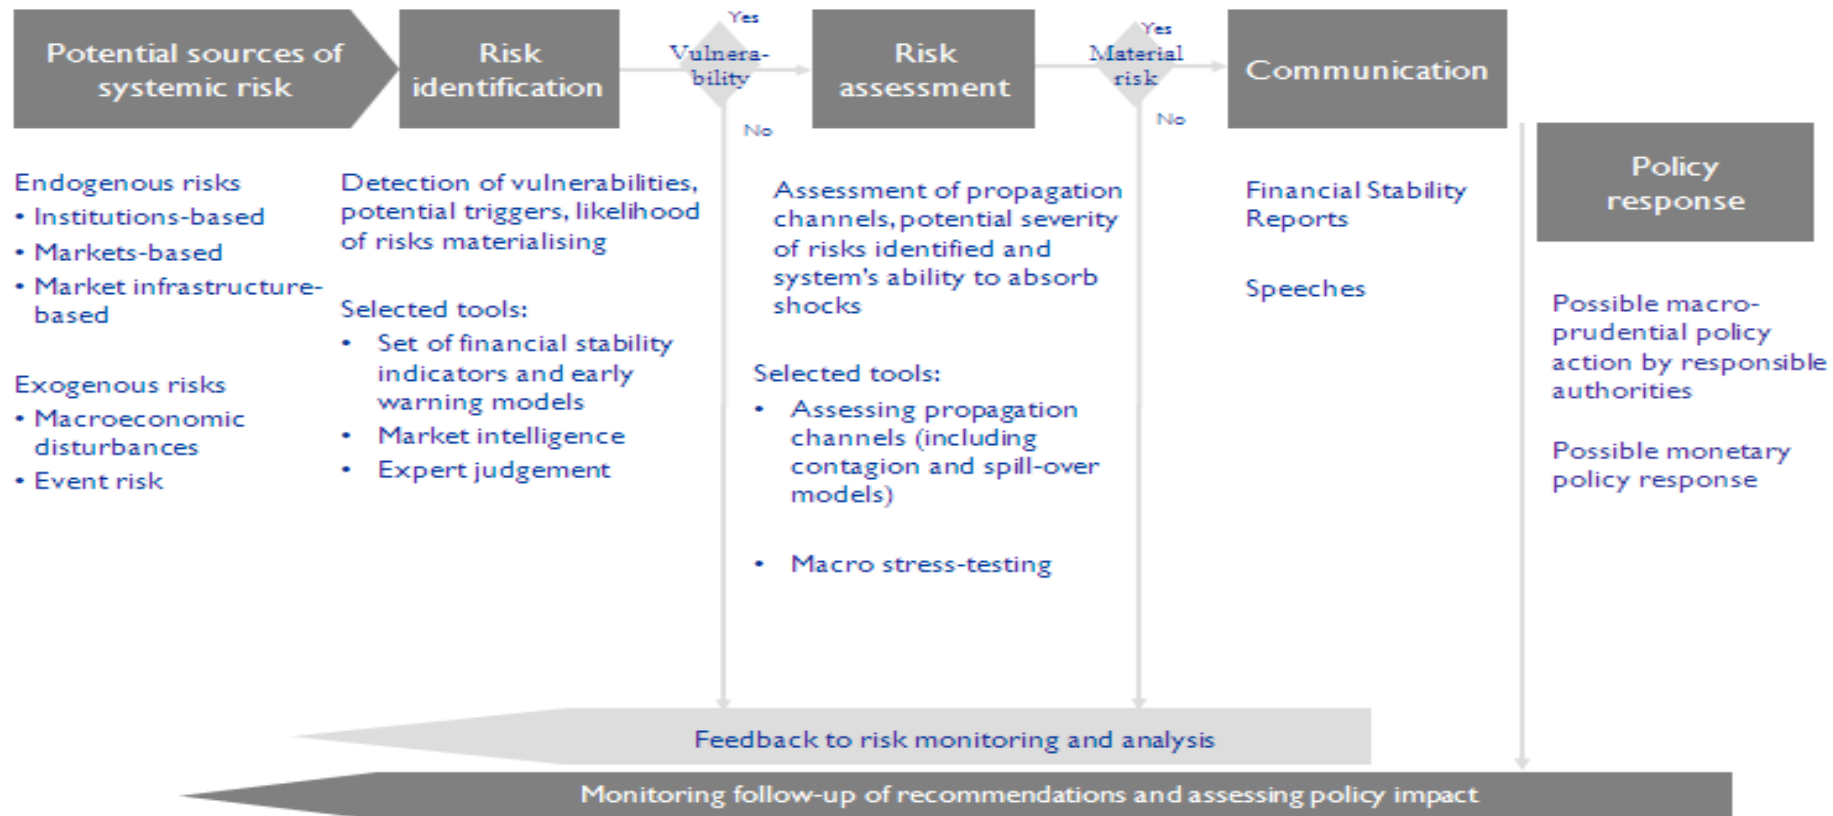 Potential sources of
systemic risk
Risk
identification
Yes
Vulnera-
bility
No
Risk
assessment
Yes
Material
risk
No
Communication
Policy
response
Endogenous risks
• Institutions-based
• Markets-based
• Market infrastructure-
based
Exogenous risks
• Macroeconomic
disturbances
• Event risk
Detection of vulnerabilities,
potential triggers, likelihood
of risks materialising
Selected tools:
• Set of financial stability
indicators and early
warning models
• Market intelligence
• Expert judgement
Assessment of propagation
channels, potential severity
of risks identified and
system's ability to absorb
shocks
Selected tools:
• Assessing propagation
channels (including
contagion and spill-over
models)
• Macro stress-testing
Financial Stability
Reports
Speeches
Possible macro-
prudential policy
action by responsible
authorities
Possible monetary
policy response
Feedback to risk monitoring and analysis
Monitoring follow-up of recommendations and assessing policy impact